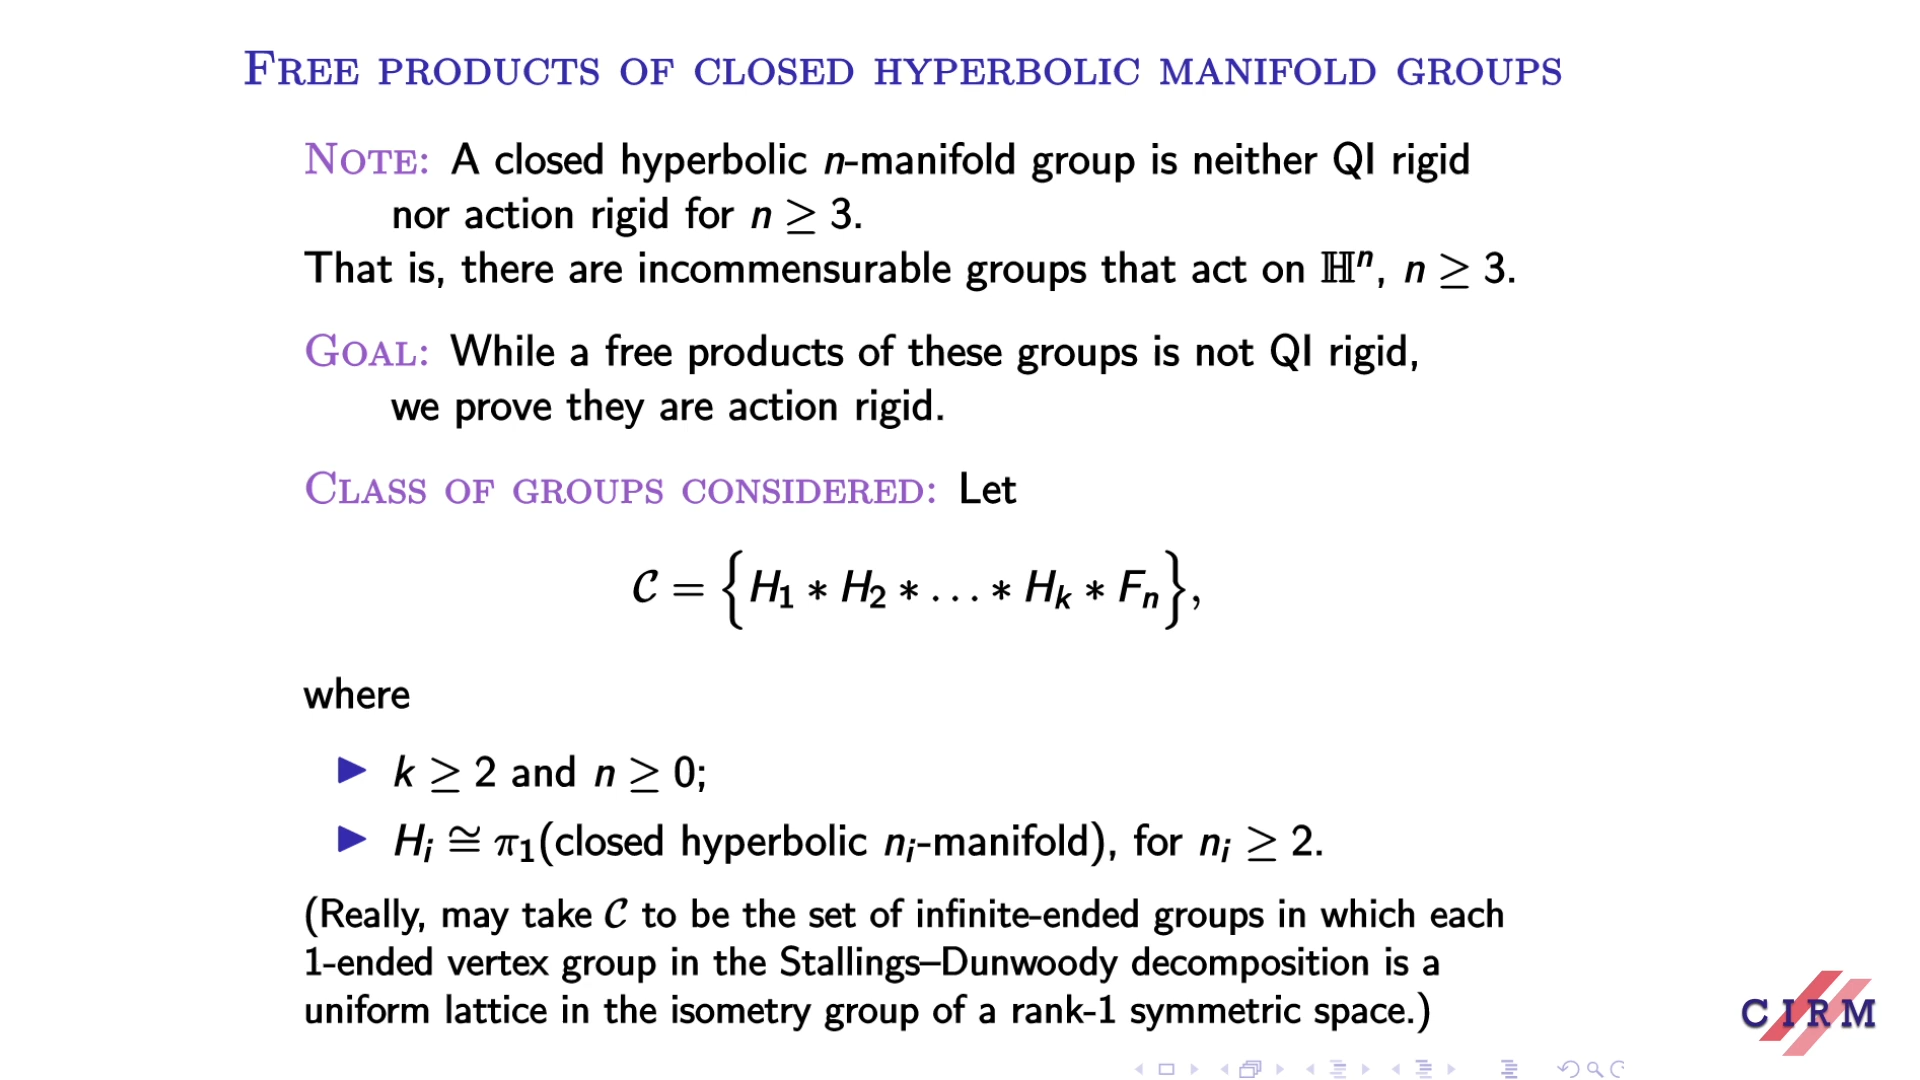 Free products of closed hyperbolic manifold groups
Note: A closed hyperbolic n-manifold group is neither QI rigid
nor action rigid for n ≥ 3.
That is, there are incommensurable groups that act on ℍⁿ, n ≥ 3.
Goal: While a free products of these groups is not QI rigid,
we prove they are action rigid.
Class of groups considered: Let
𝒞 = {H₁ ∗ H₂ ∗ . . . ∗ Hₖ ∗ Fₙ},
where
▶ k ≥ 2 and n ≥ 0;
▶ Hᵢ ≅ π₁(closed hyperbolic nᵢ-manifold), for nᵢ ≥ 2.
(Really, may take 𝒞 to be the set of infinite-ended groups in which each
1-ended vertex group in the Stallings–Dunwoody decomposition is a
uniform lattice in the isometry group of a rank-1 symmetric space.)
CIRM